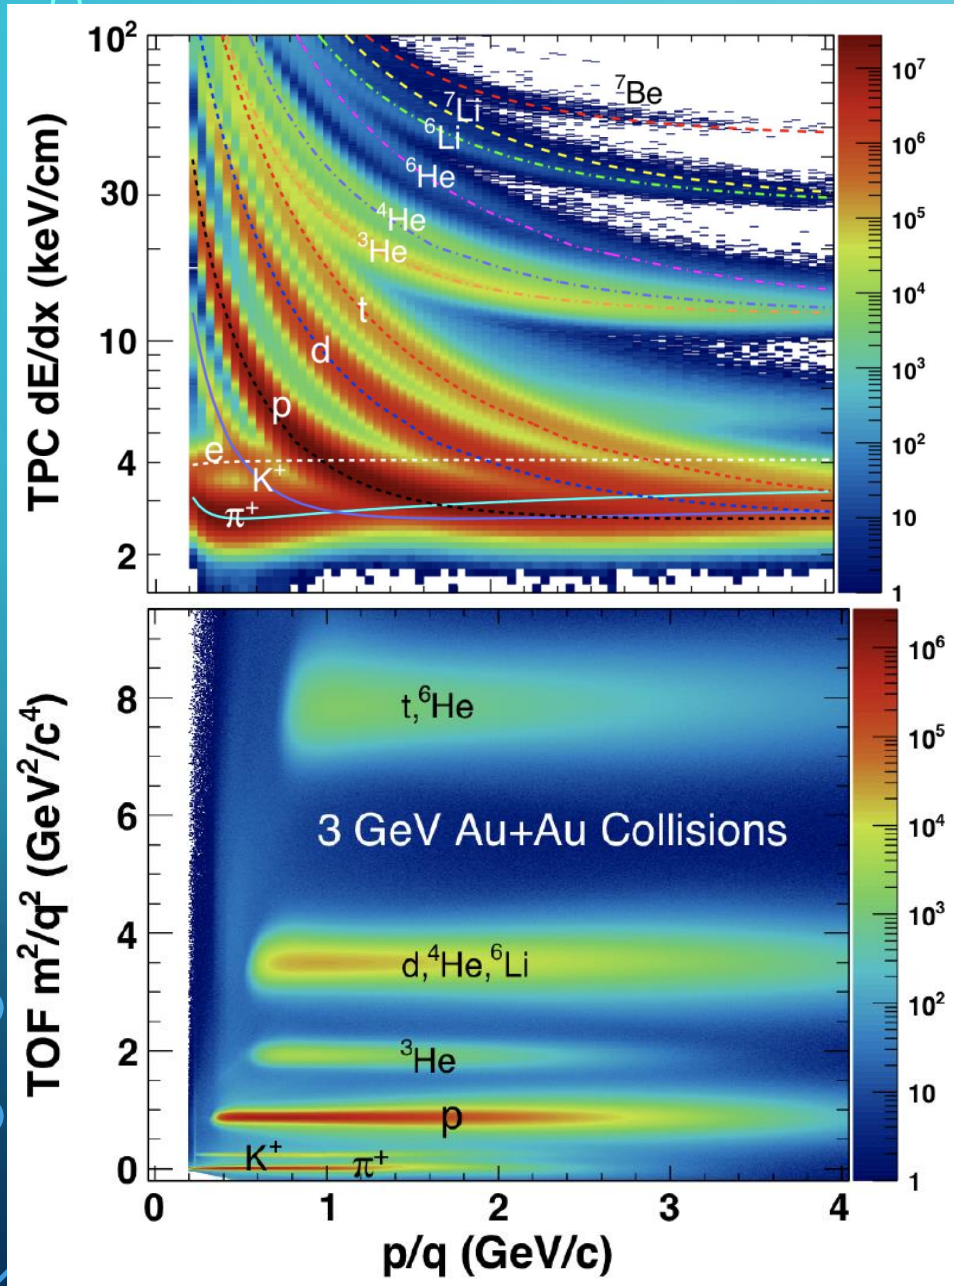 TPC dE/dx (keV/cm)
10²
30
10
4
2
⁷Be
⁷Li
⁶Li
⁶He
⁴He
³He
t
d
p
e
K⁺
π⁺
10⁷
10⁶
10⁵
10⁴
10³
10²
10
1
TOF m²/q² (GeV²/c⁴)
8
6
4
2
0
t,⁶He
3 GeV Au+Au Collisions
d,⁴He,⁶Li
³He
p
K⁺
π⁺
10⁶
10⁵
10⁴
10³
10²
10
1
0 1 2 3 4
p/q (GeV/c)